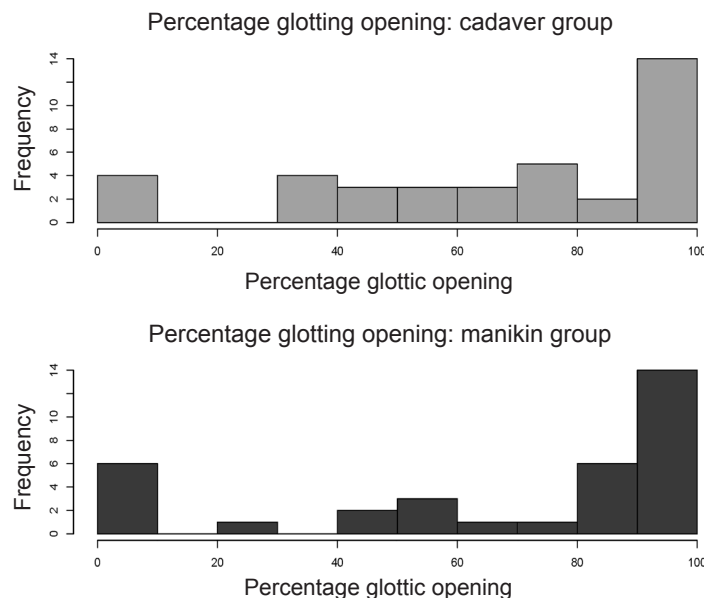 Percentage glotting opening: cadaver group
Frequency
14
10
8
6
4
2
0
0 20 40 60 80 100
Percentage glottic opening
Percentage glotting opening: manikin group
Frequency
14
10
8
6
4
2
0
0 20 40 60 80 100
Percentage glottic opening